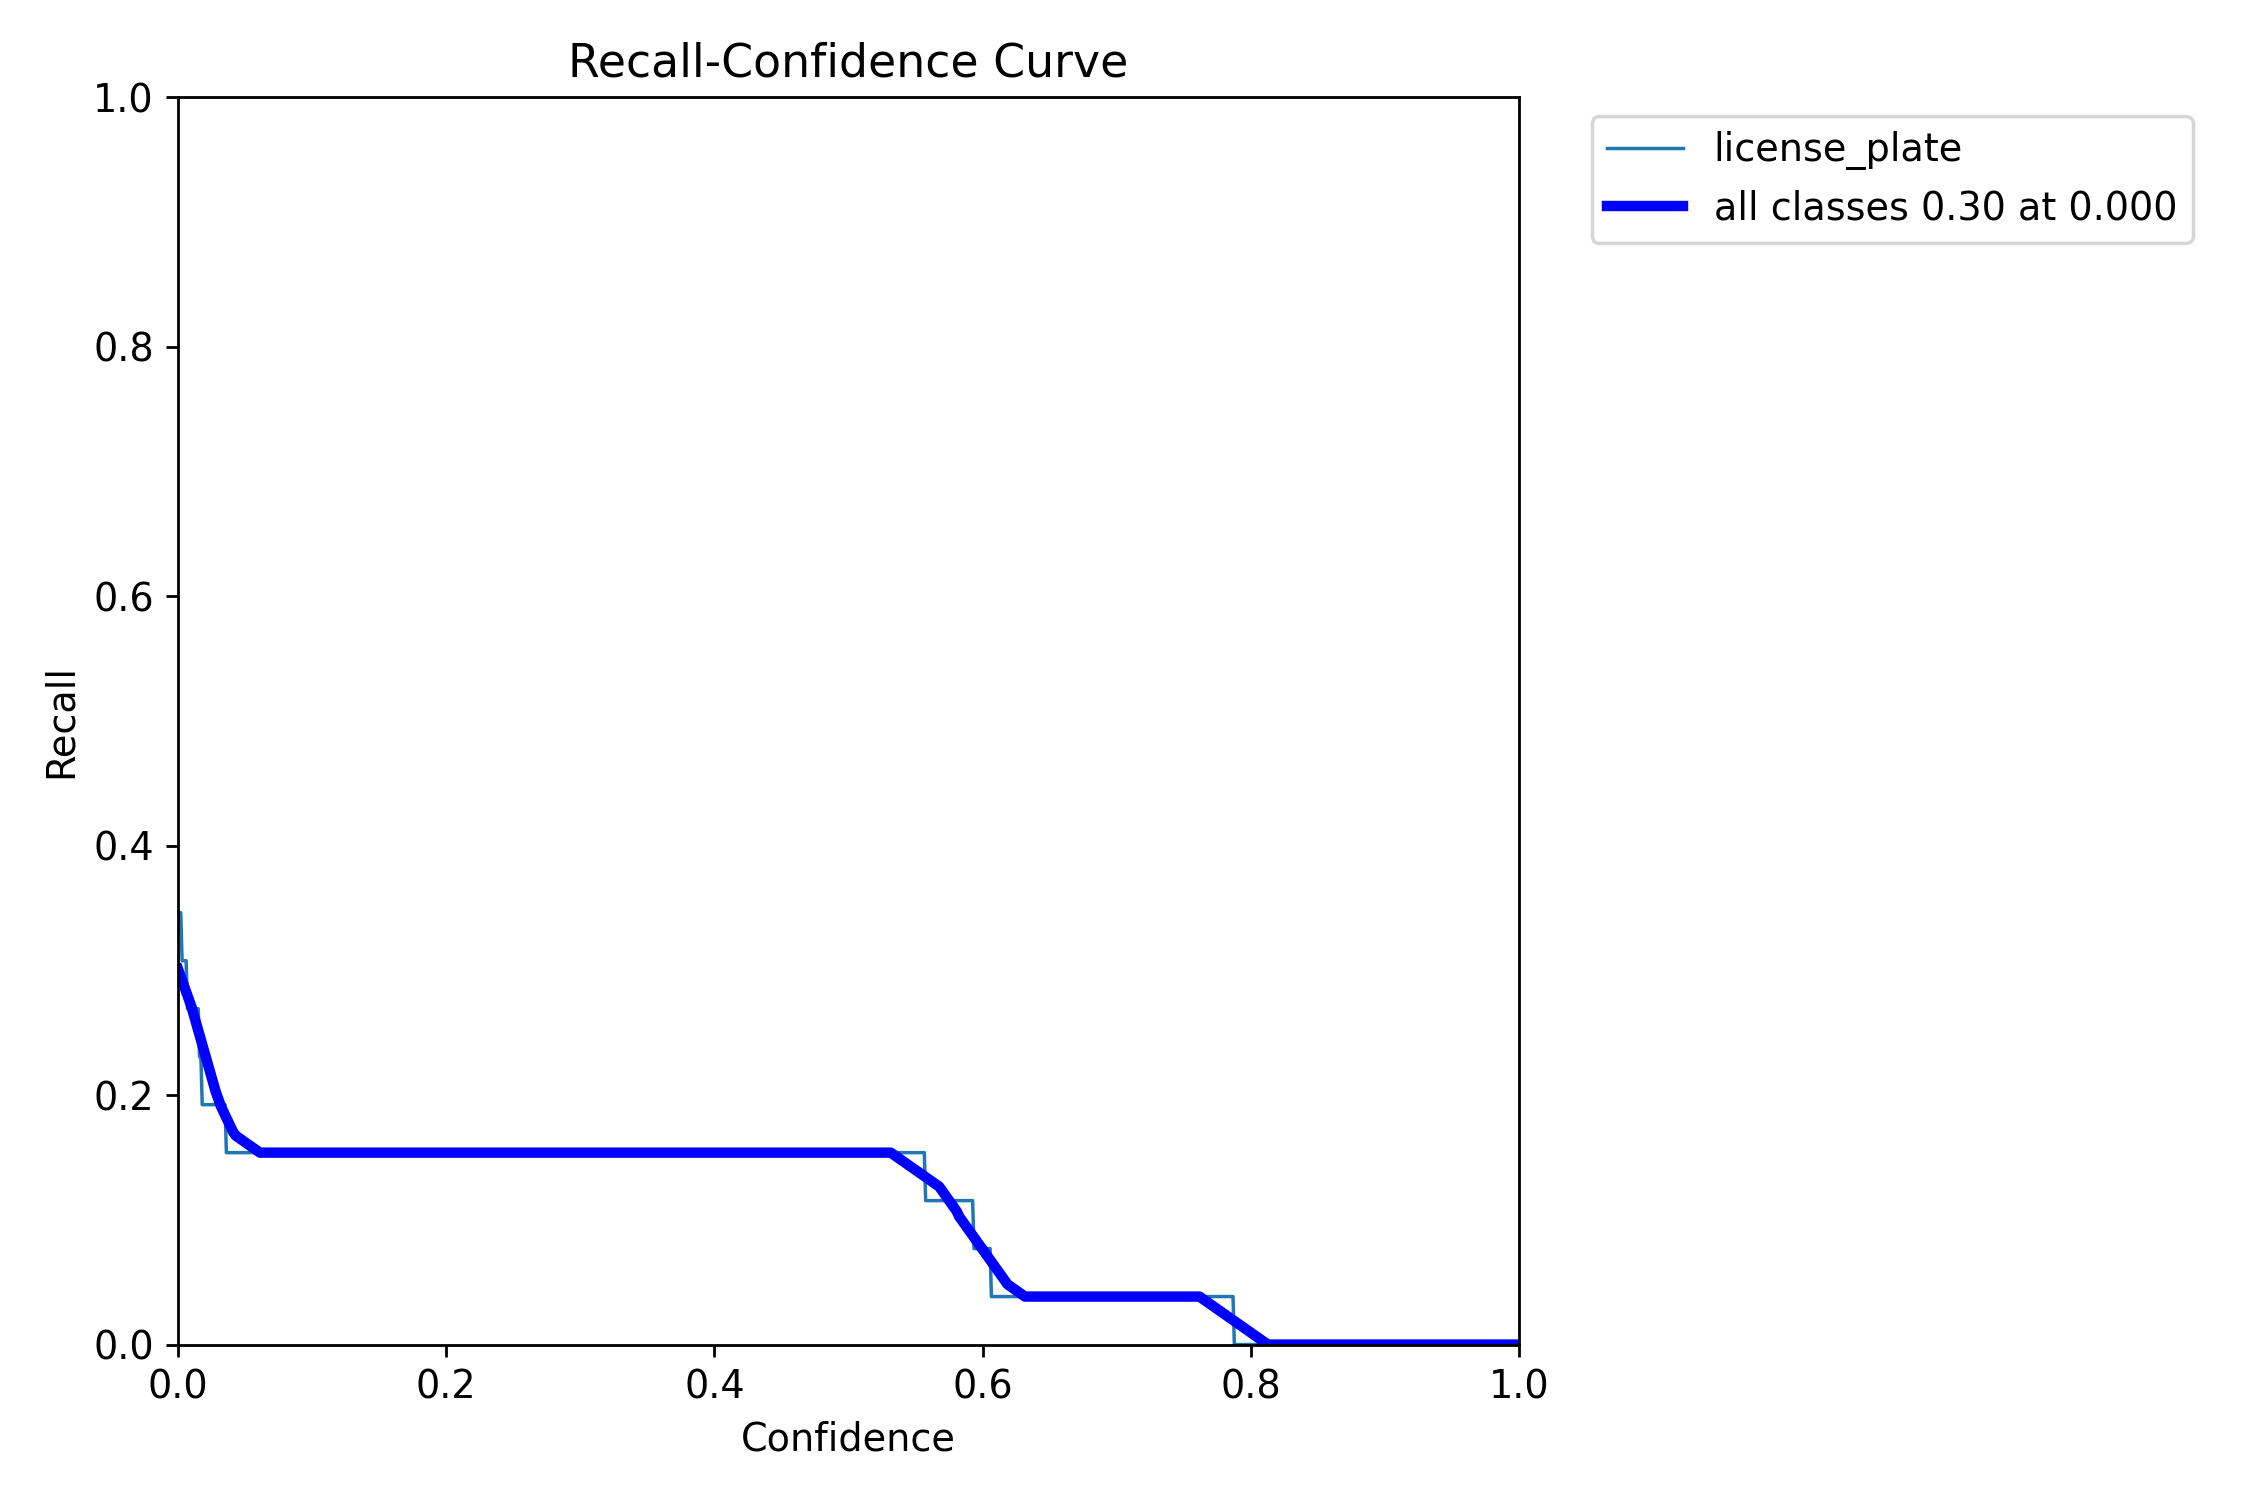 Recall-Confidence Curve
1.0
0.8
0.6
0.4
0.2
0.0
Recall
0.0 0.2 0.4 0.6 0.8 1.0
Confidence
license_plate
all classes 0.30 at 0.000